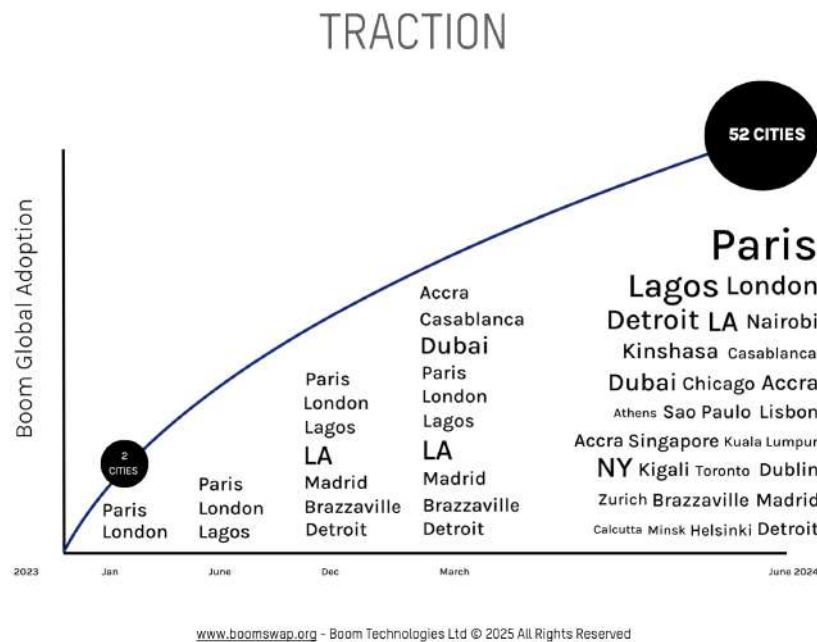 TRACTION
Boom Global Adoption
52 CITIES
2
CITIES
Paris
London
Paris
London
Lagos
Paris
London
Lagos
LA
Madrid
Brazzaville
Detroit
Accra
Casablanca
Dubai
Paris
London
Lagos
LA
Madrid
Brazzaville
Detroit
Paris
Lagos London
Detroit LA Nairobi
Kinshasa Casablanca
Dubai Chicago Accra
Athens Sao Paulo Lisbon
Accra Singapore Kuala Lumpur
NY Kigali Toronto Dublin
Zurich Brazzaville Madrid
Calcutta Minsk Helsinki Detroit
2023 Jan June Dec March June 2024
www.boomswap.org - Boom Technologies Ltd © 2025 All Rights Reserved